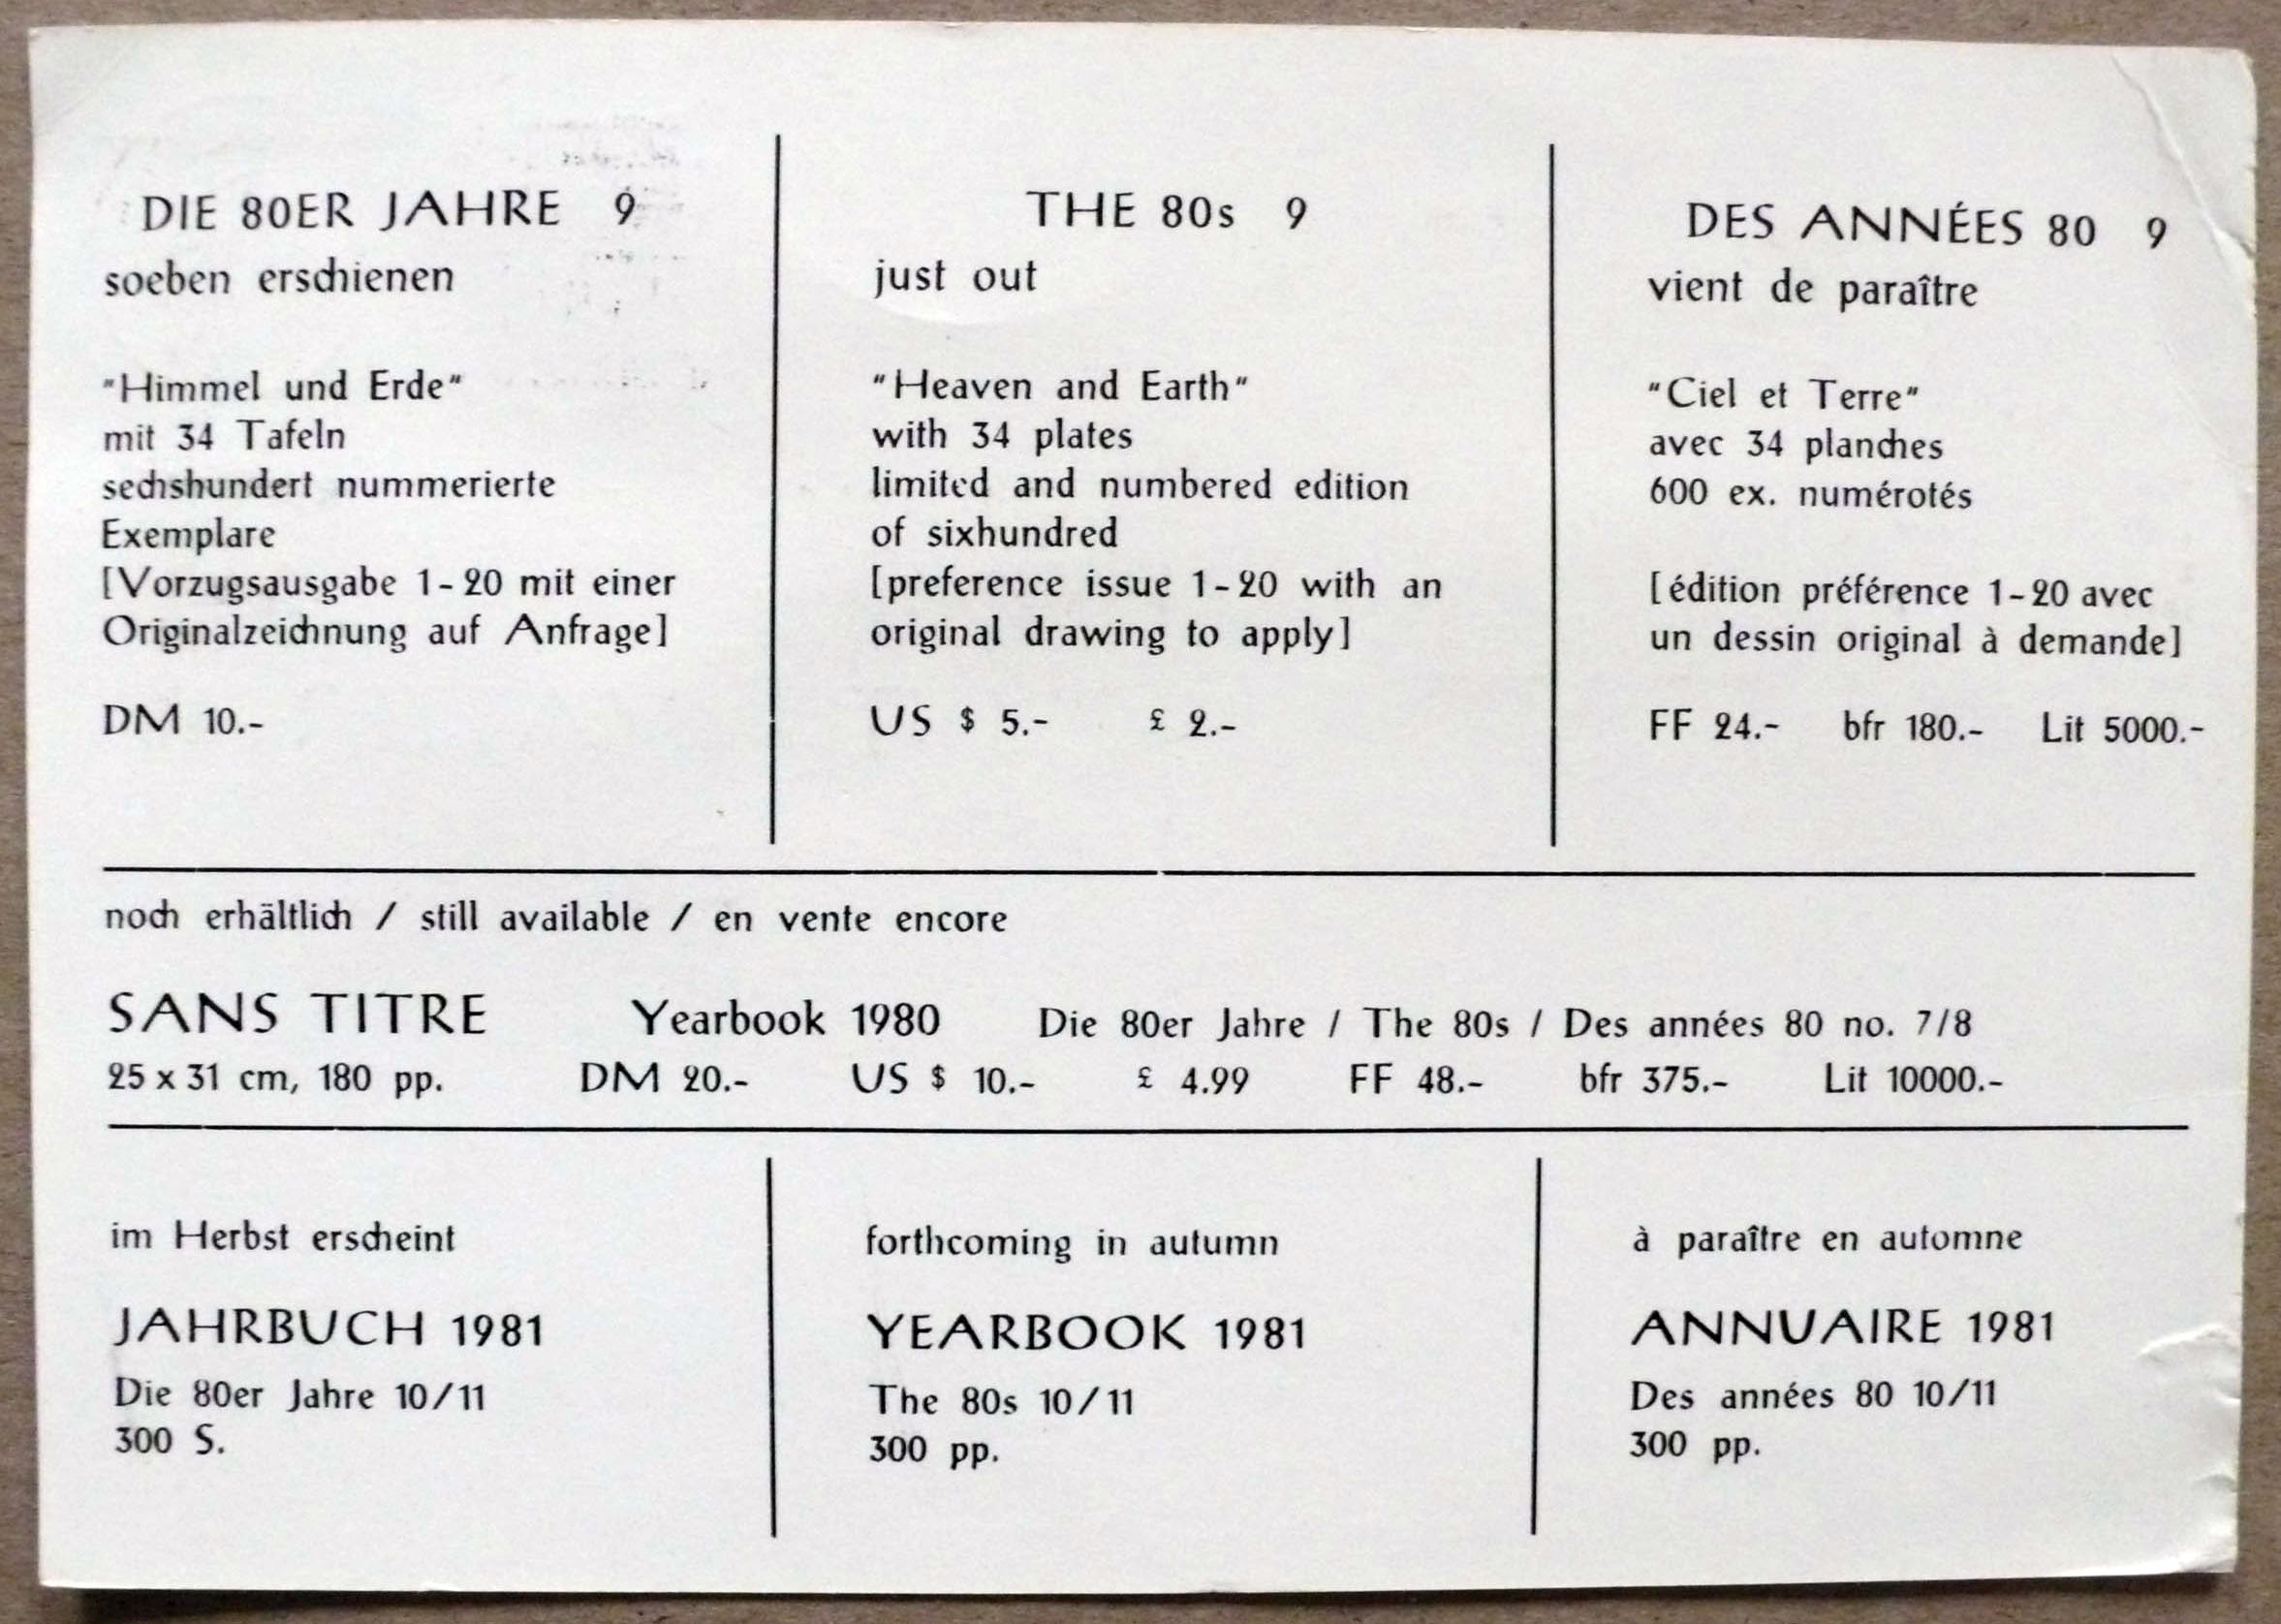 DIE 80ER JAHRE 9
soeben erschienen
"Himmel und Erde"
mit 34 Tafeln
sechshundert nummerierte
Exemplare
[Vorzugsausgabe 1-20 mit einer
Originalzeichnung auf Anfrage]
DM 10.-
THE 80s 9
just out
"Heaven and Earth"
with 34 plates
limited and numbered edition
of sixhundred
[preference issue 1-20 with an
original drawing to apply]
US $ 5.- £ 2.-
DES ANNÉES 80 9
vient de paraître
"Ciel et Terre"
avec 34 planches
600 ex. numérotés
[édition préférence 1-20 avec
un dessin original à demande]
FF 24.- bfr 180.- Lit 5000.-
noch erhältlich / still available / en vente encore
SANS TITRE Yearbook 1980 Die 80er Jahre / The 80s / Des années 80 no. 7/8
25 x 31 cm, 180 pp. DM 20.- US $ 10.- £ 4.99 FF 48.- bfr 375.- Lit 10000.-
im Herbst erscheint
JAHRBUCH 1981
Die 80er Jahre 10/11
300 S.
forthcoming in autumn
YEARBOOK 1981
The 80s 10/11
300 pp.
à paraître en automne
ANNUAIRE 1981
Des années 80 10/11
300 pp.